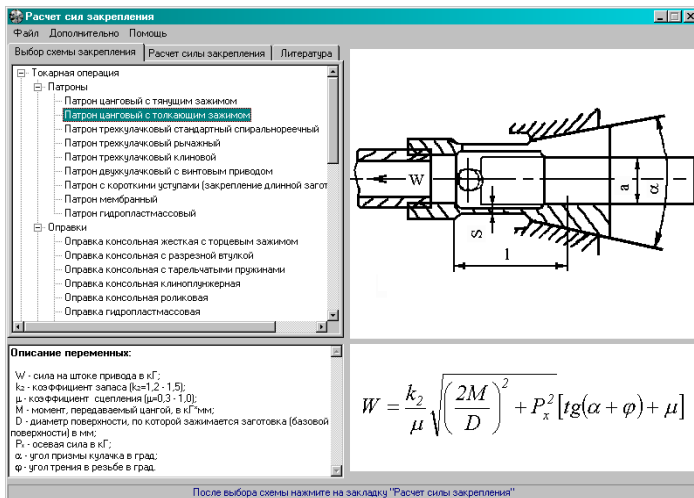 Расчет сил закрепления
Файл Дополнительно Помощь
Выбор схемы закрепления Расчет силы закрепления Литература
Токарная операция
Патроны
Патрон цанговый с тянущим зажимом
Патрон цанговый с толкающим зажимом
Патрон трехкулачковый стандартный спиральнореечный
Патрон трехкулачковый рычажный
Патрон трехкулачковый клиновой
Патрон двухкулачковый с винтовым приводом
Патрон с короткими уступами (закрепление длинной загот
Патрон мембранный
Патрон гидропластмассовый
Оправки
Оправка консольная жесткая с торцевым зажимом
Оправка консольная с разрезной втулкой
Оправка консольная с тарельчатыми пружинами
Оправка консольная клиноплунжерная
Оправка консольная роликовая
Оправка гидропластмассовая
W
S
l
a
α
Описание переменных:
W - сила на штоке привода в кГ;
k₂ - коэффициент запаса (k₂=1,2 - 1,5);
μ - коэффициент сцепления (μ=0,3 - 1,0);
M - момент, передаваемый цангой, в кГ*мм;
D - диаметр поверхности, по которой зажимается заготовка (базовой
поверхности) в мм;
Pₓ - осевая сила в кГ;
α - угол призмы кулачка в град;
φ - угол трения в резьбе в град.
W = k₂/μ √((2M/D)² + Pₓ²) [tg(α + φ) + μ]
После выбора схемы нажмите на закладку "Расчет силы закрепления"